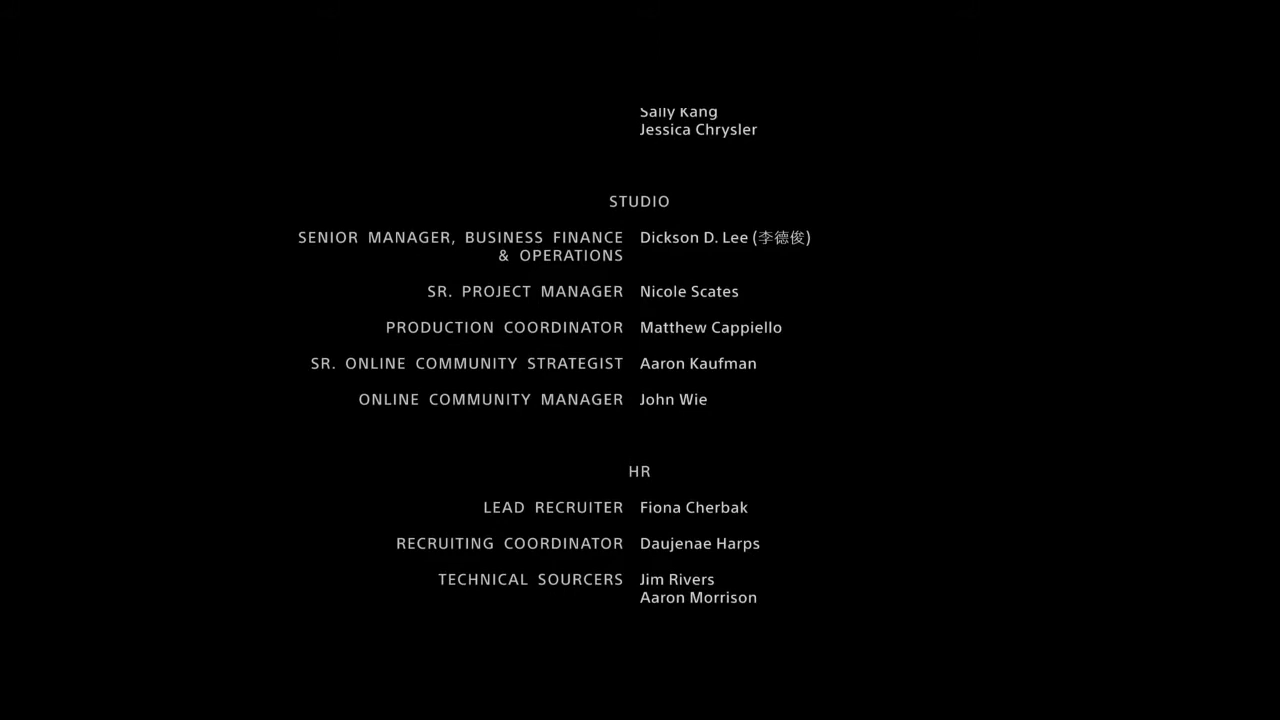 Sally Kang
Jessica Chrysler
STUDIO
SENIOR MANAGER, BUSINESS FINANCE Dickson D. Lee (李德俊)
& OPERATIONS
SR. PROJECT MANAGER Nicole Scates
PRODUCTION COORDINATOR Matthew Cappiello
SR. ONLINE COMMUNITY STRATEGIST Aaron Kaufman
ONLINE COMMUNITY MANAGER John Wie
HR
LEAD RECRUITER Fiona Cherbak
RECRUITING COORDINATOR Daujenae Harps
TECHNICAL SOURCERS Jim Rivers
Aaron Morrison